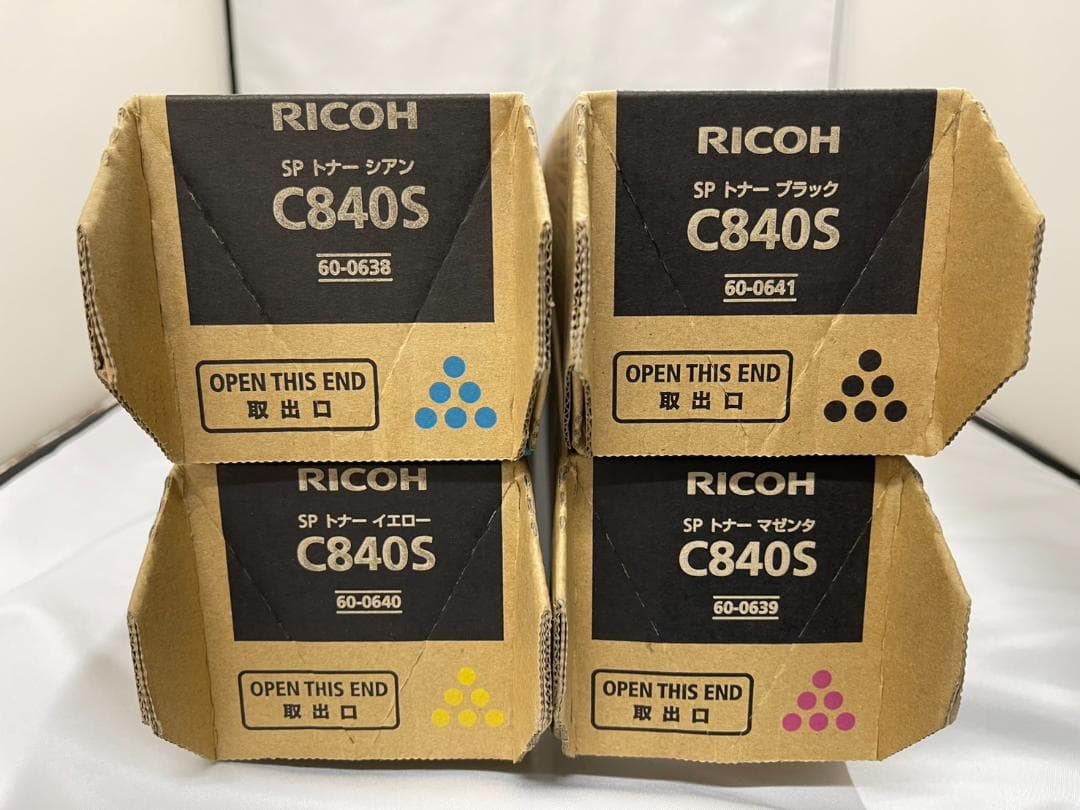 RICOH
SP トナー シアン
C840S
60-0638
OPEN THIS END
取出口
RICOH
SP トナー ブラック
C840S
60-0641
OPEN THIS END
取出口
RICOH
SP トナー イエロー
C840S
60-0640
OPEN THIS END
取出口
RICOH
SP トナー マゼンタ
C840S
60-0639
OPEN THIS END
取出口